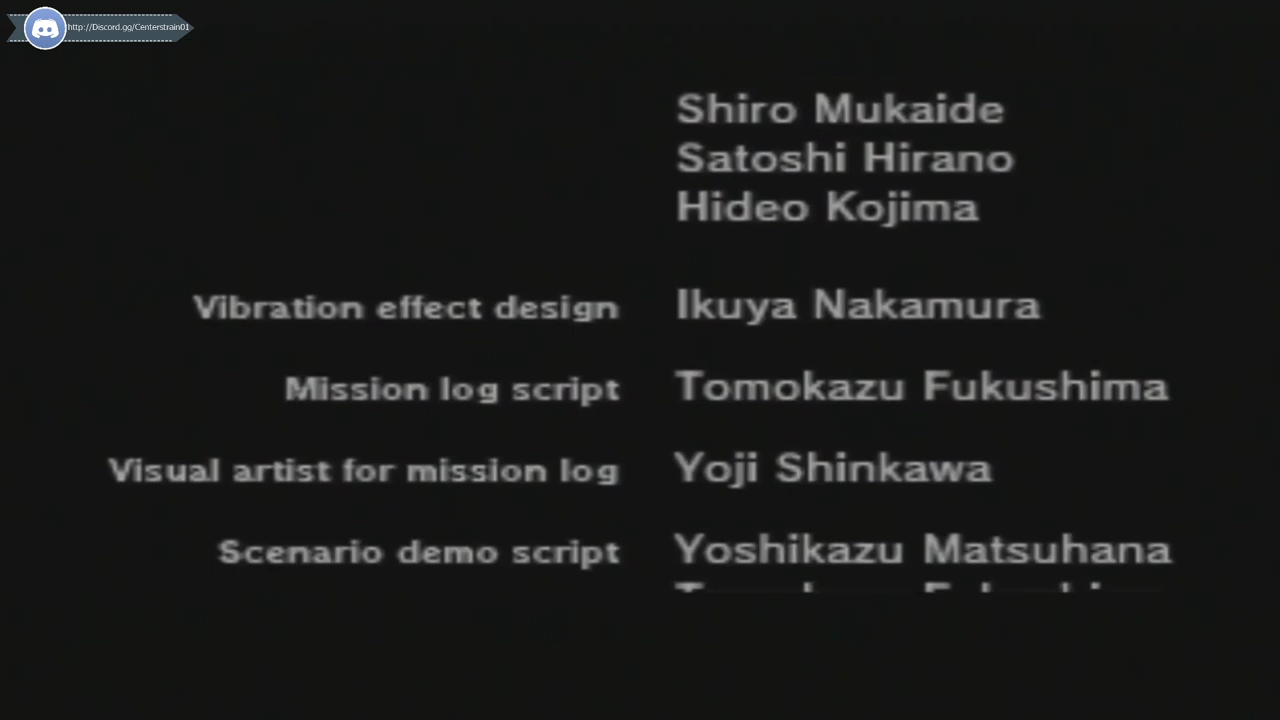 http://Discord.gg/Centerstrain01
Shiro Mukaide
Satoshi Hirano
Hideo Kojima
Vibration effect design Ikuya Nakamura
Mission log script Tomokazu Fukushima
Visual artist for mission log Yoji Shinkawa
Scenario demo script Yoshikazu Matsuhana